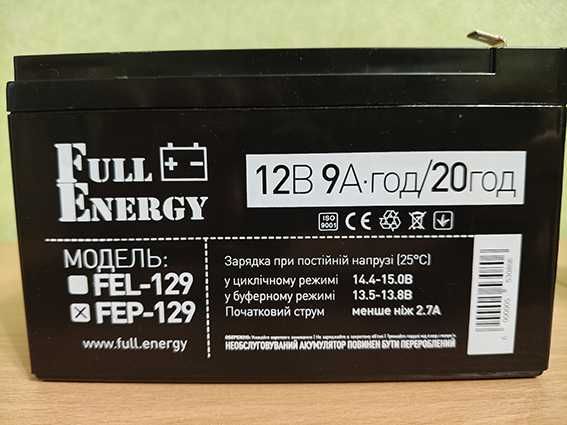 FULL
ENERGY
12В 9А·год/20год
ISO
9001
CE
МОДЕЛЬ:
FEL-129
FEP-129
www.full.energy
Зарядка при постійній напрузі (25°C)
у циклічному режимі 14.4-15.0В
у буферному режимі 13.5-13.8В
Початковий струм менше ніж 2.7А
НЕОБСЛУГОВУВАНИЙ АКУМУЛЯТОР ПОВИНЕН БУТИ ПЕРЕРОБЛЕНИЙ